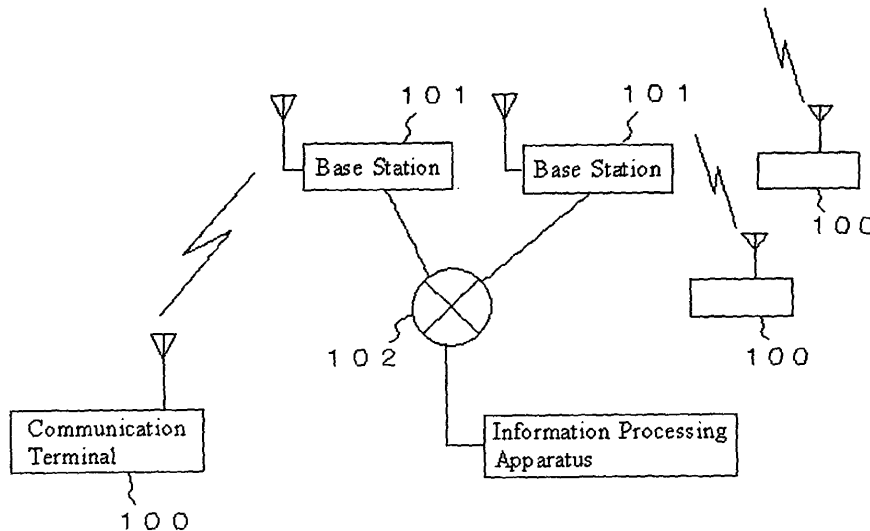 101
101
Base Station
Base Station
100
102
100
Communication
Terminal
Information Processing
Apparatus
100